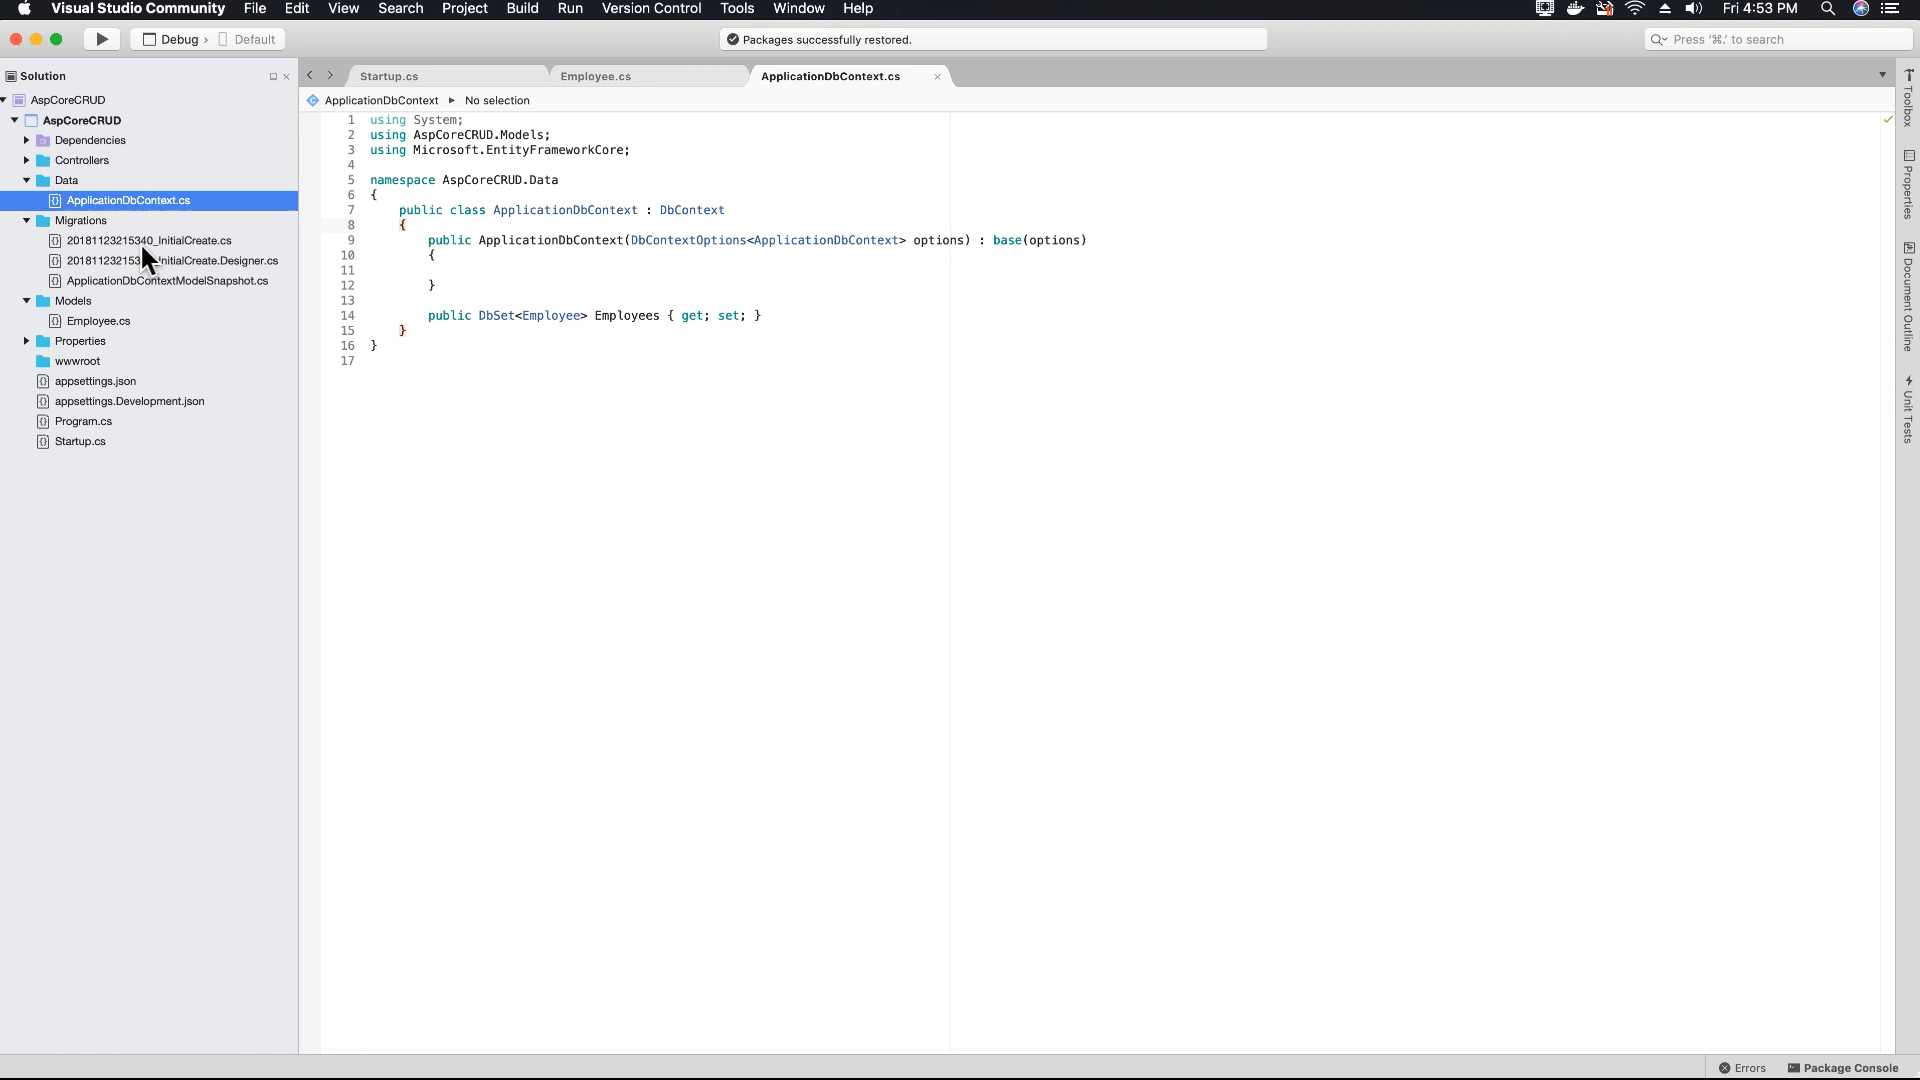 Visual Studio Community File Edit View Search Project Build Run Version Control Tools Window Help Fri 4:53 PM
Debug › Default Packages successfully restored. Press '⌘.' to search
Solution
AspCoreCRUD
AspCoreCRUD
Dependencies
Controllers
Data
ApplicationDbContext.cs
Migrations
20181123215340_InitialCreate.cs
InitialCreate.Designer.cs
ApplicationDbContextModelSnapshot.cs
Models
Employee.cs
Properties
wwwroot
appsettings.json
appsettings.Development.json
Program.cs
Startup.cs
Startup.cs Employee.cs ApplicationDbContext.cs
ApplicationDbContext No selection
1 using System;
2 using AspCoreCRUD.Models;
3 using Microsoft.EntityFrameworkCore;
4
5 namespace AspCoreCRUD.Data
6 {
7 public class ApplicationDbContext : DbContext
8 {
9 public ApplicationDbContext(DbContextOptions<ApplicationDbContext> options) : base(options)
10 {
11
12 }
13
14 public DbSet<Employee> Employees { get; set; }
15 }
16 }
17
Toolbox
Properties
Document Outline
Unit Tests
Errors Package Console